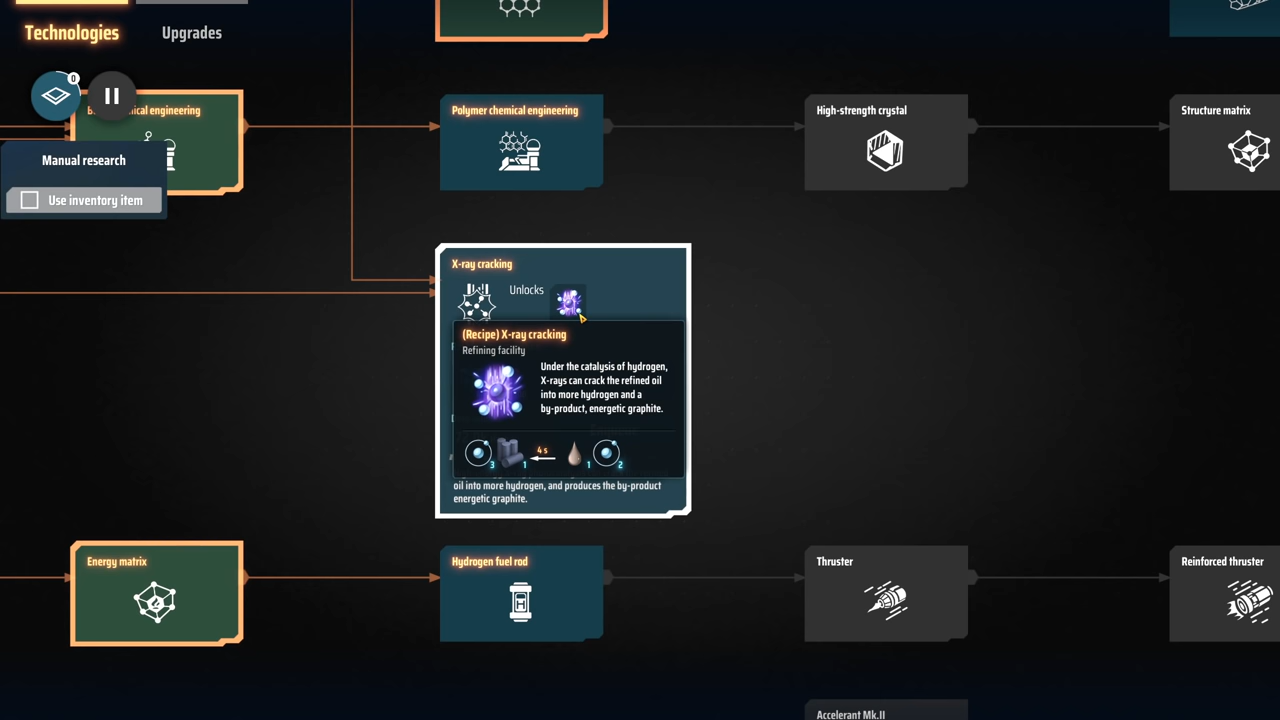 Technologies
Upgrades
0
ical engineering
Manual research
Use inventory item
Polymer chemical engineering
High-strength crystal
Structure matrix
X-ray cracking
Unlocks
(Recipe) X-ray cracking
Refining facility
Under the catalysis of hydrogen,
X-rays can crack the refined oil
into more hydrogen and a
by-product, energetic graphite.
3 1 4 s 1 2
oil into more hydrogen, and produces the by-product
energetic graphite.
Energy matrix
Hydrogen fuel rod
Thruster
Reinforced thruster
Accelerant Mk.II